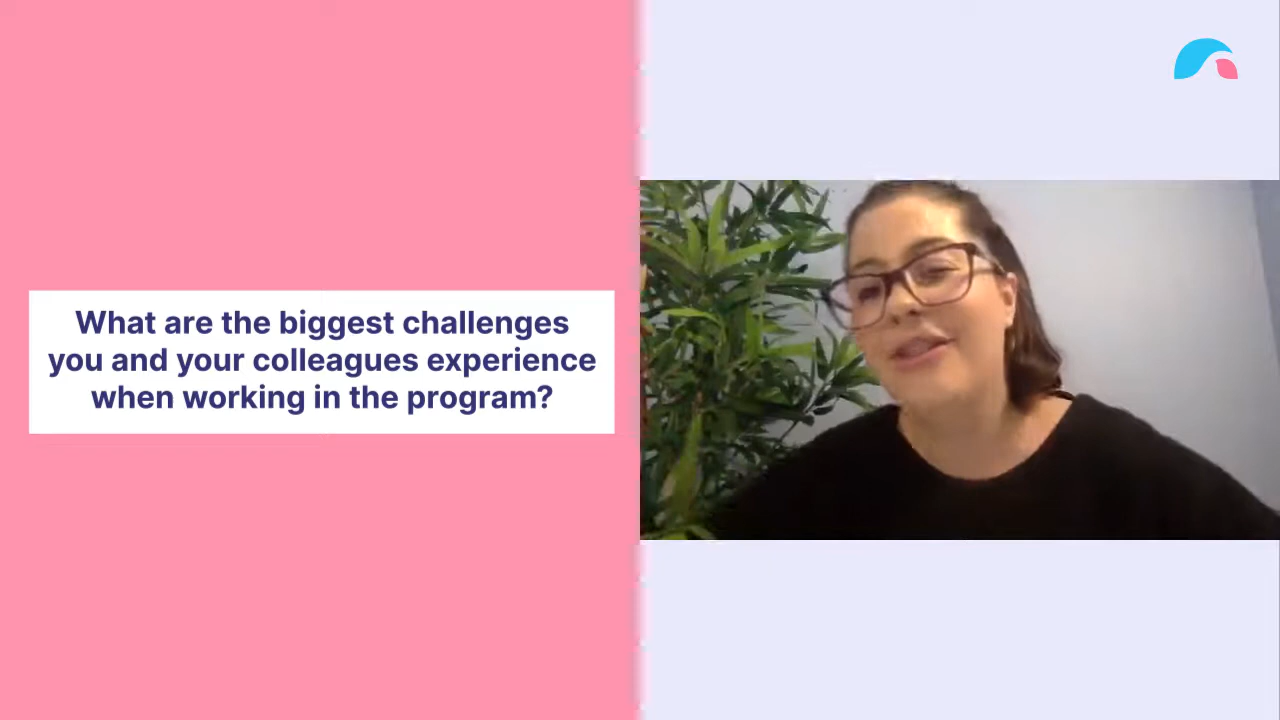 What are the biggest challenges
you and your colleagues experience
when working in the program?